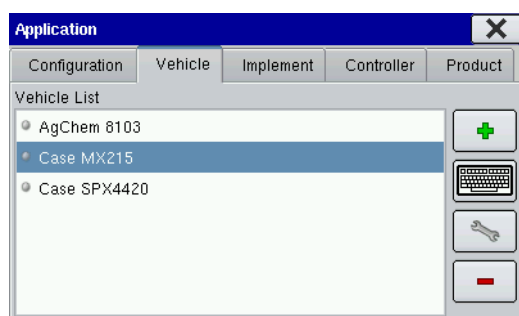 Application
Configuration Vehicle Implement Controller Product
Vehicle List
AgChem 8103
Case MX215
Case SPX4420